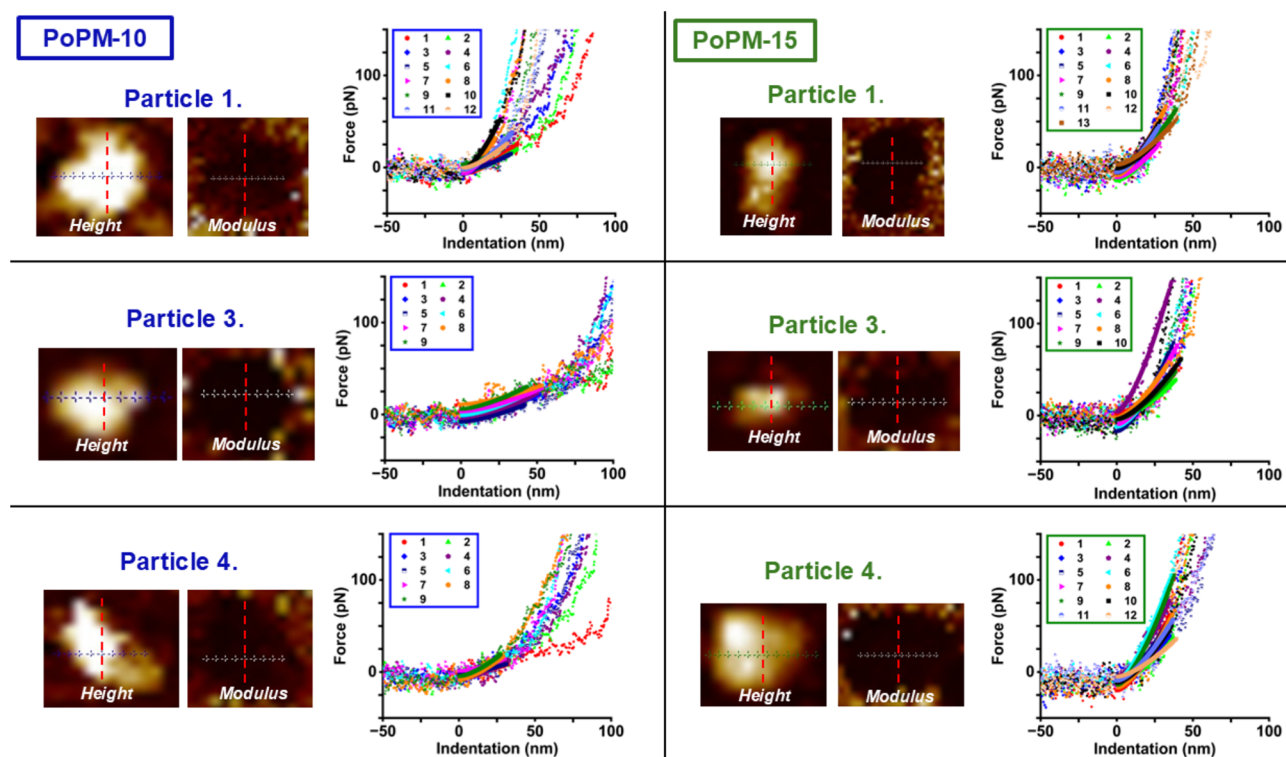 PoPM-10
Particle 1.
Height
Modulus
Force (pN)
100
0
−50 0 50 100
Indentation (nm)
1 2
3 4
5 6
7 8
9 10
11 12
PoPM-15
Particle 1.
Height
Modulus
Force (pN)
100
0
−50 0 50 100
Indentation (nm)
1 2
3 4
5 6
7 8
9 10
11 12
13
Particle 3.
Height
Modulus
Force (pN)
100
0
−50 0 50 100
Indentation (nm)
1 2
3 4
5 6
7 8
9
Particle 3.
Height
Modulus
Force (pN)
100
0
−50 0 50 100
Indentation (nm)
1 2
3 4
5 6
7 8
9 10
Particle 4.
Height
Modulus
Force (pN)
100
0
−50 0 50 100
Indentation (nm)
1 2
3 4
5 6
7 8
9
Particle 4.
Height
Modulus
Force (pN)
100
0
−50 0 50 100
Indentation (nm)
1 2
3 4
5 6
7 8
9 10
11 12